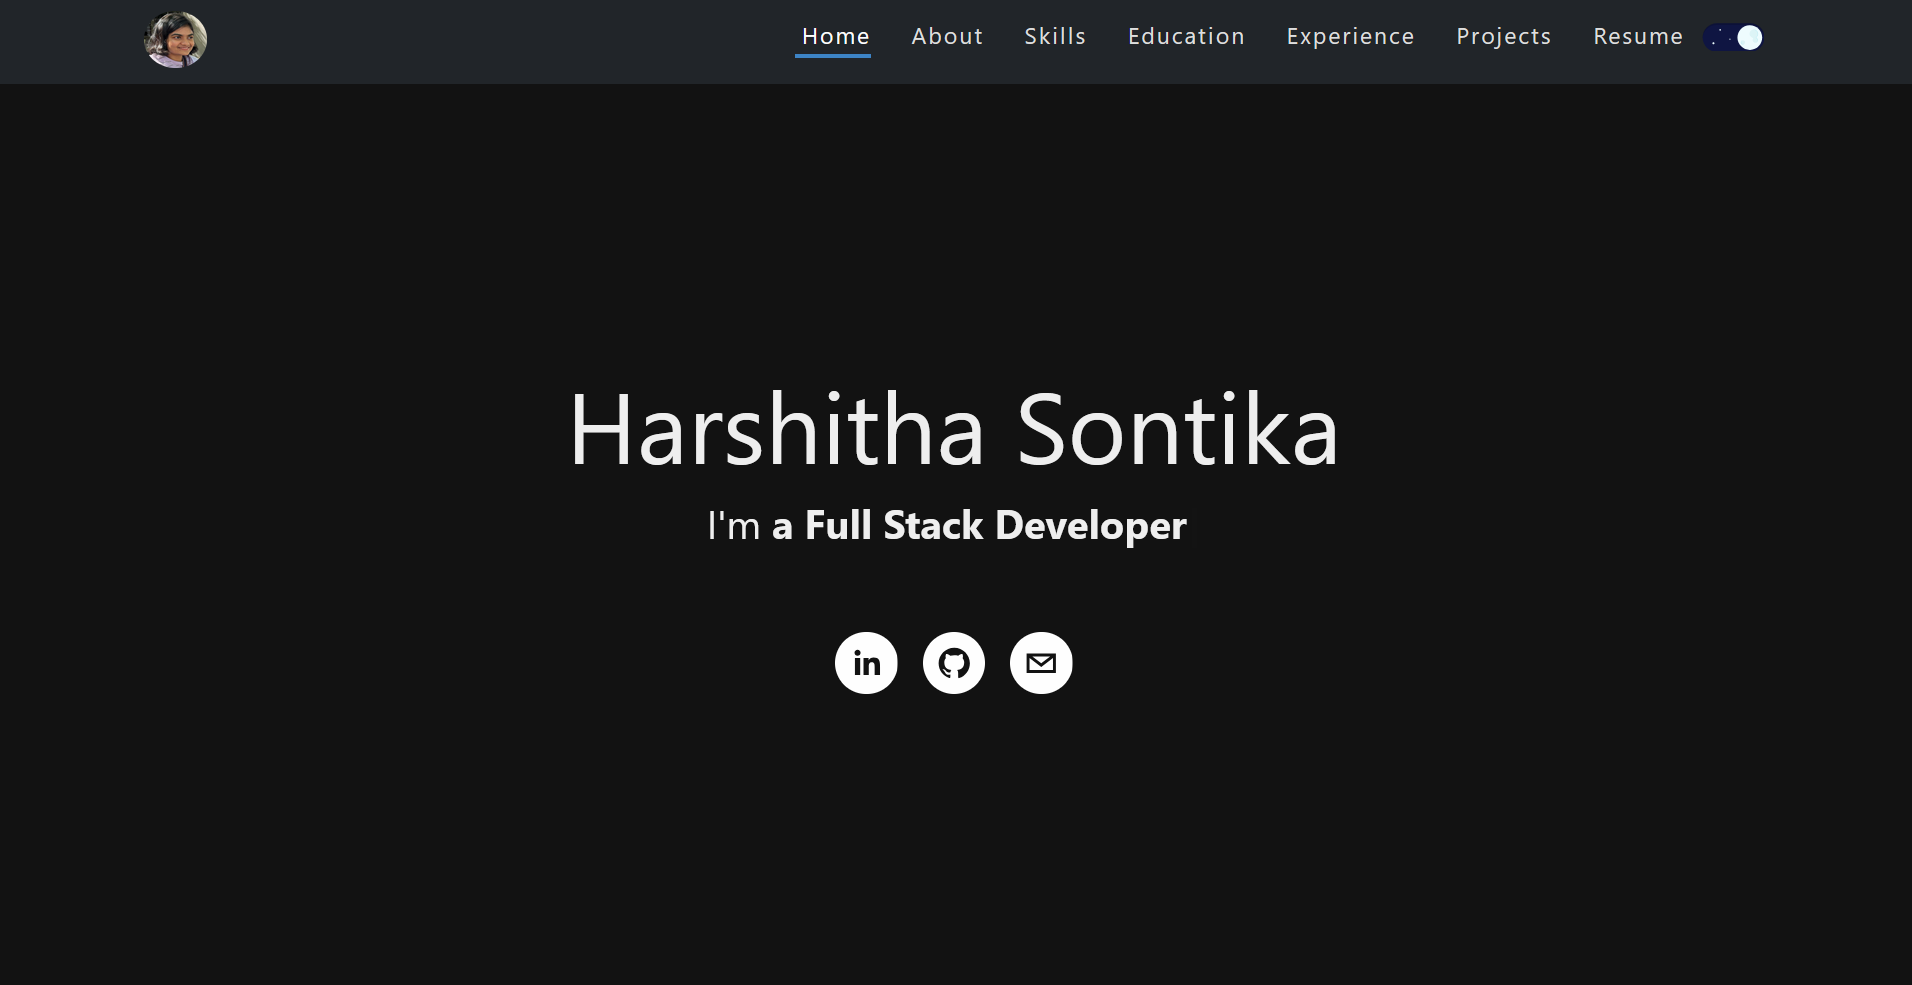 Home About Skills Education Experience Projects Resume
Harshitha Sontika
I'm a Full Stack Developer
in